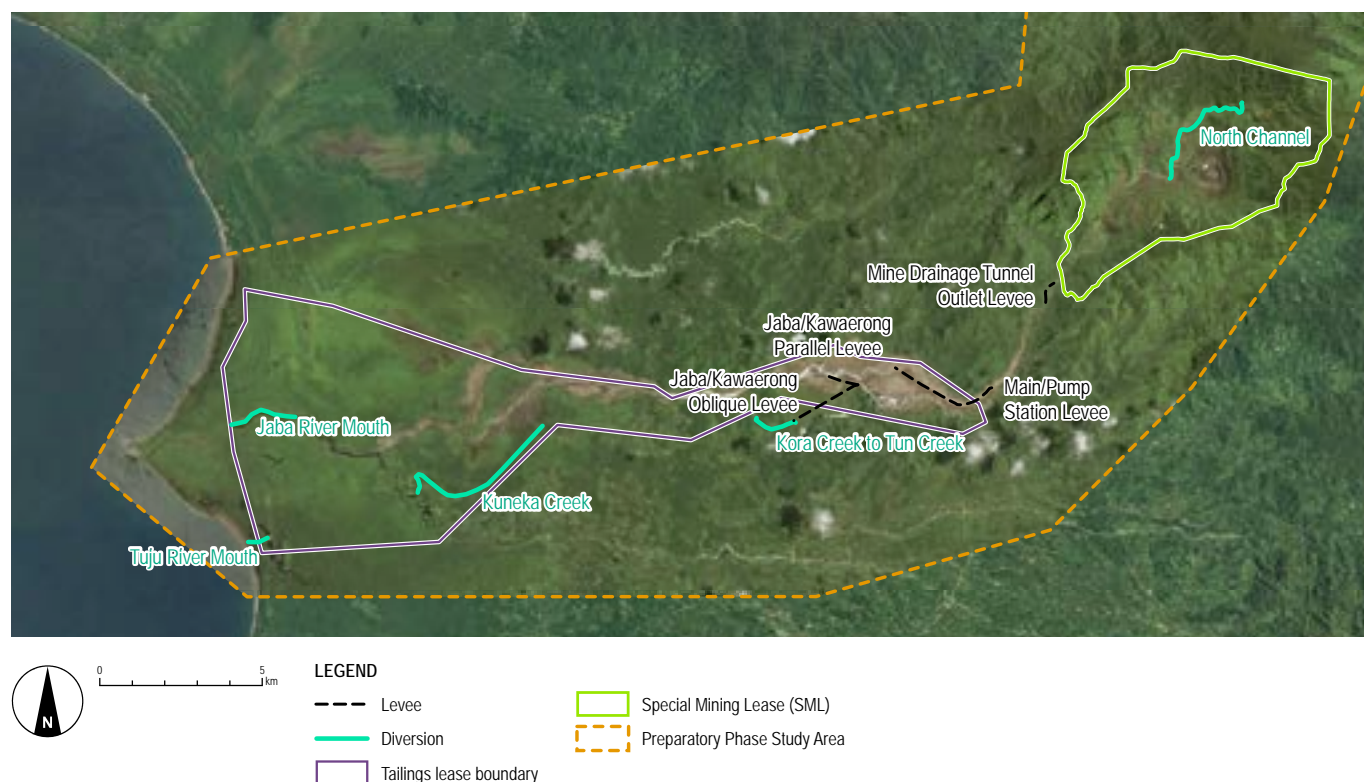 North Channel
Mine Drainage Tunnel
Outlet Levee
Jaba/Kawaerong
Parallel Levee
Jaba/Kawaerong
Oblique Levee
Main/Pump
Station Levee
Jaba River Mouth
Kora Creek to Tun Creek
Kuneka Creek
Tuju River Mouth
N
0 5
km
LEGEND
Levee
Diversion
Tailings lease boundary
Special Mining Lease (SML)
Preparatory Phase Study Area